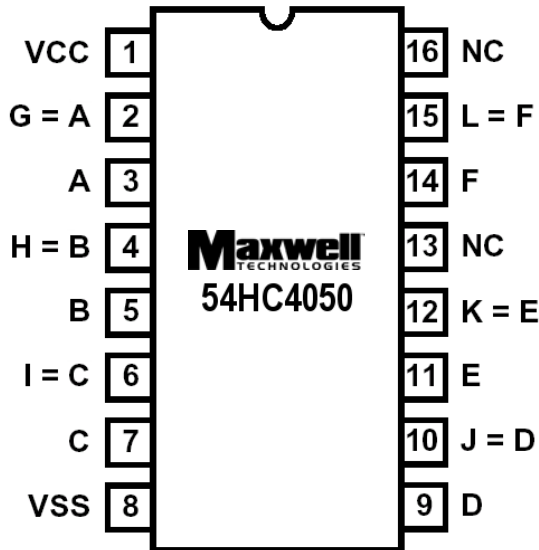 VCC 1 16 NC
G = A 2 15 L = F
A 3 14 F
H = B 4 13 NC
Maxwell
TECHNOLOGIES
54HC4050
B 5 12 K = E
I = C 6 11 E
C 7 10 J = D
VSS 8 9 D